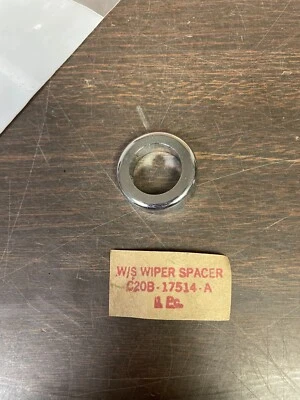 W/S WIPER SPACER
C20B-17514-A
1 Pc.